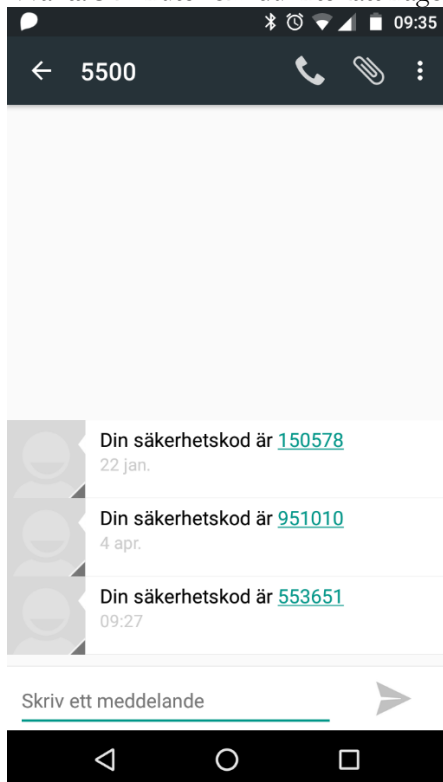 09:35
5500
Din säkerhetskod är 150578
22 jan.
Din säkerhetskod är 951010
4 apr.
Din säkerhetskod är 553651
09:27
Skriv ett meddelande